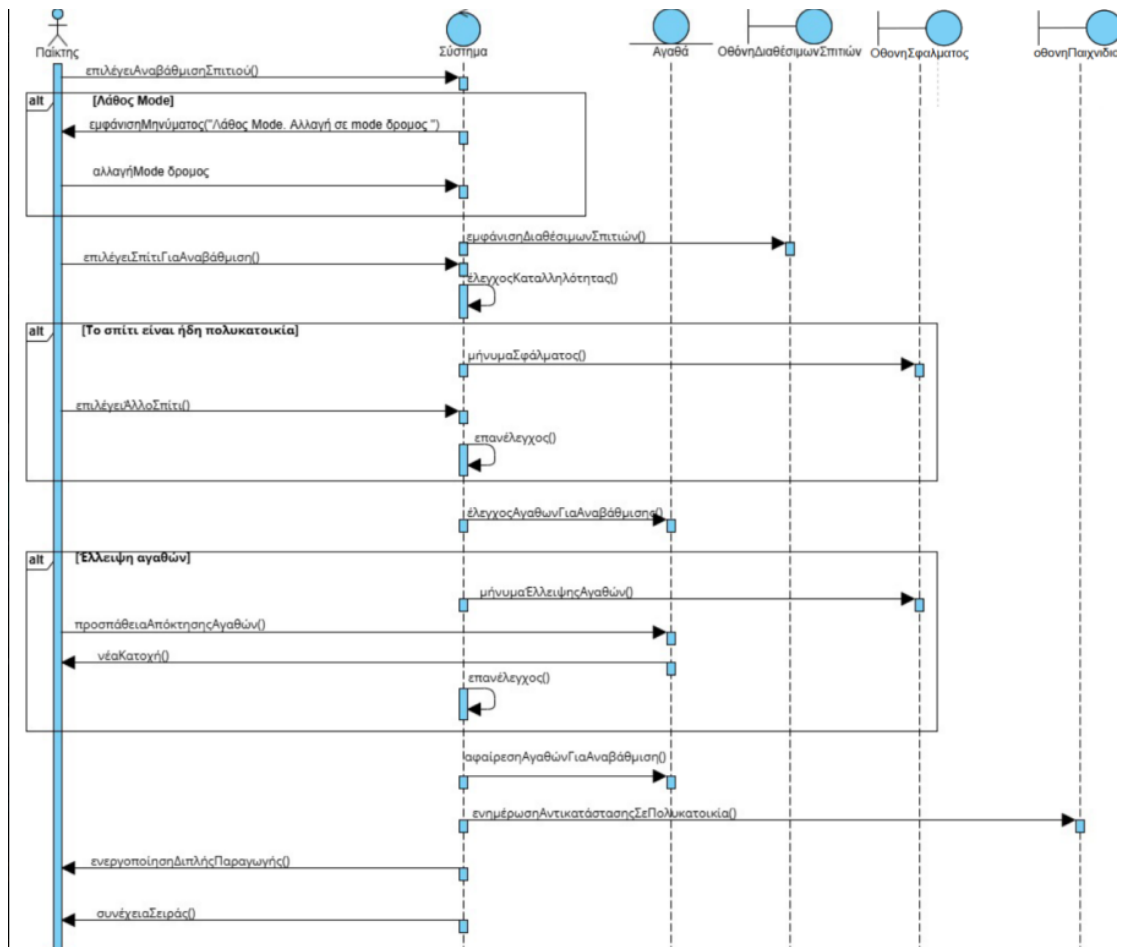 Παίκτης
Σύστημα
Αγαθά
ΟθόνηΔιαθέσιμωνΣπιτιών
ΟθονηΣφαλματος
οθονηΠαιχνιδιο
επιλέγειΑναβάθμισηΣπιτιού()
alt
[Λάθος Mode]
εμφάνισηΜηνύματος("Λάθος Mode. Αλλαγή σε mode δρομος ")
αλλαγήMode δρομος
εμφάνισηΔιαθέσιμωνΣπιτιών()
επιλέγειΣπίτιΓιαΑναβάθμιση()
έλεγχοςΚαταλληλότητας()
alt
[Το σπίτι είναι ήδη πολυκατοικία]
μήνυμαΣφάλματος()
επιλέγειΆλλοΣπίτι()
επανέλεγχος()
έλεγχοςΑγαθωνΓιαΑναβάθμισης()
alt
[Έλλειψη αγαθών]
μήνυμαΈλλειψηςΑγαθών()
προσπάθειαΑπόκτησηςΑγαθών()
νέαΚατοχή()
επανέλεγχος()
αφαίρεσηΑγαθώνΓιαΑναβάθμιση()
ενημέρωσηΑντικατάστασηςΣεΠολυκατοικία()
ενεργοποίησηΔιπλήςΠαραγωγής()
συνέχειαΣειράς()